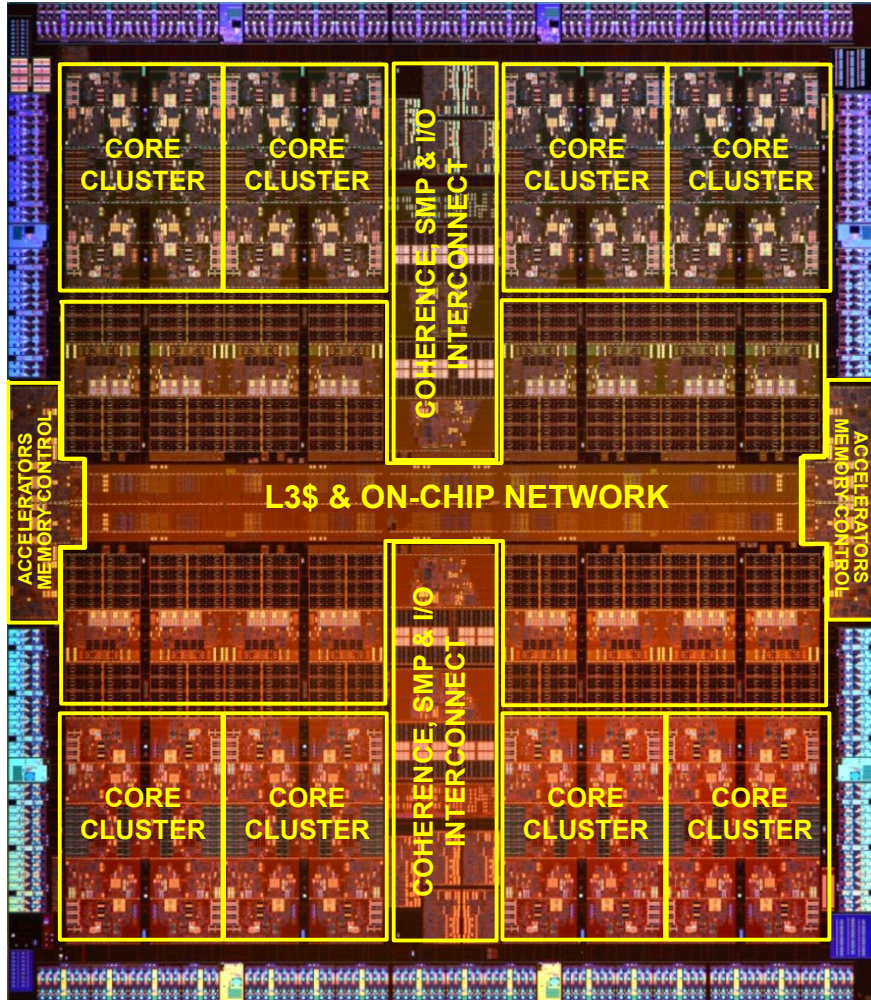 CORE
CLUSTER
CORE
CLUSTER
COHERENCE, SMP & I/O
INTERCONNECT
CORE
CLUSTER
CORE
CLUSTER
ACCELERATORS
MEMORY CONTROL
L3$ & ON-CHIP NETWORK
ACCELERATORS
MEMORY CONTROL
CORE
CLUSTER
CORE
CLUSTER
COHERENCE, SMP & I/O
INTERCONNECT
CORE
CLUSTER
CORE
CLUSTER